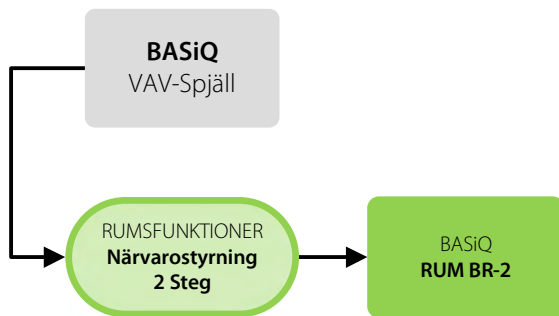 BASiQ
VAV-Spjäll
RUMSFUNKTIONER
Närvarostyrning
2 Steg
BASiQ
RUM BR-2